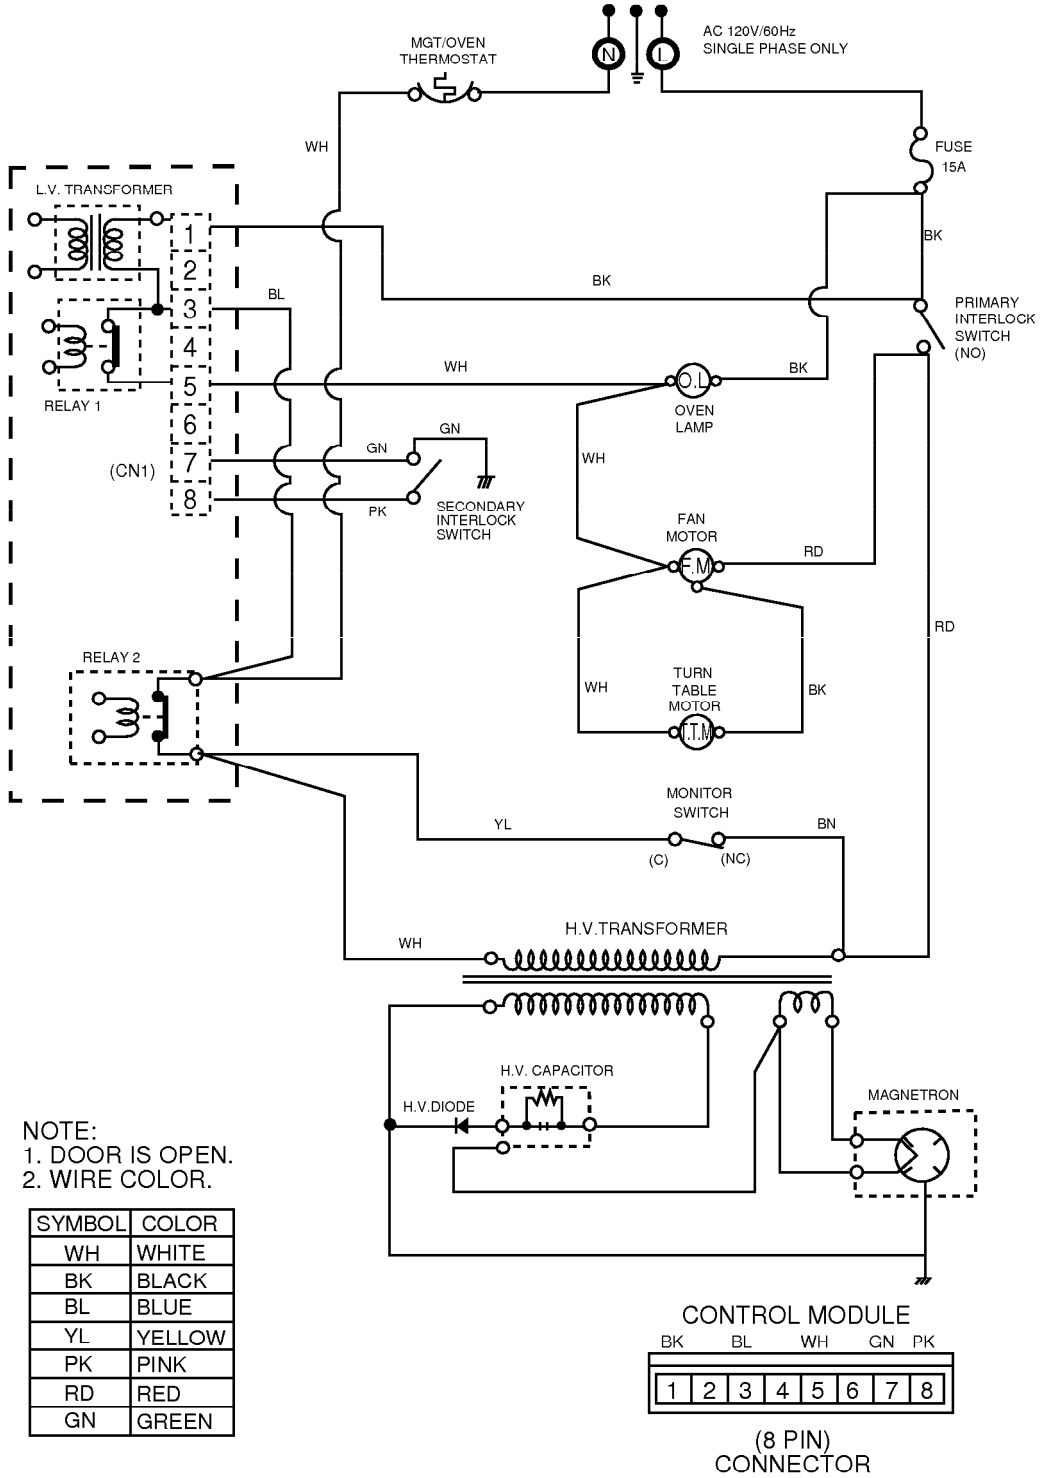 AC 120V/60Hz
SINGLE PHASE ONLY
N
L
MGT/OVEN
THERMOSTAT
WH
FUSE
15A
L.V. TRANSFORMER
1
2
3
4
5
6
7
8
BK
BK
BL
PRIMARY
INTERLOCK
SWITCH
(NO)
RELAY 1
WH
O.L
BK
OVEN
LAMP
(CN1)
GN
GN
PK
SECONDARY
INTERLOCK
SWITCH
WH
FAN
MOTOR
F.M
RD
RD
RELAY 2
TURN
TABLE
MOTOR
WH
BK
T.T.M
MONITOR
SWITCH
YL
BN
(C)
(NC)
H.V.TRANSFORMER
WH
H.V. CAPACITOR
H.V.DIODE
MAGNETRON
NOTE:
1. DOOR IS OPEN.
2. WIRE COLOR.
SYMBOL COLOR
WH WHITE
BK BLACK
BL BLUE
YL YELLOW
PK PINK
RD RED
GN GREEN
CONTROL MODULE
BK BL WH GN PK
1 2 3 4 5 6 7 8
(8 PIN)
CONNECTOR